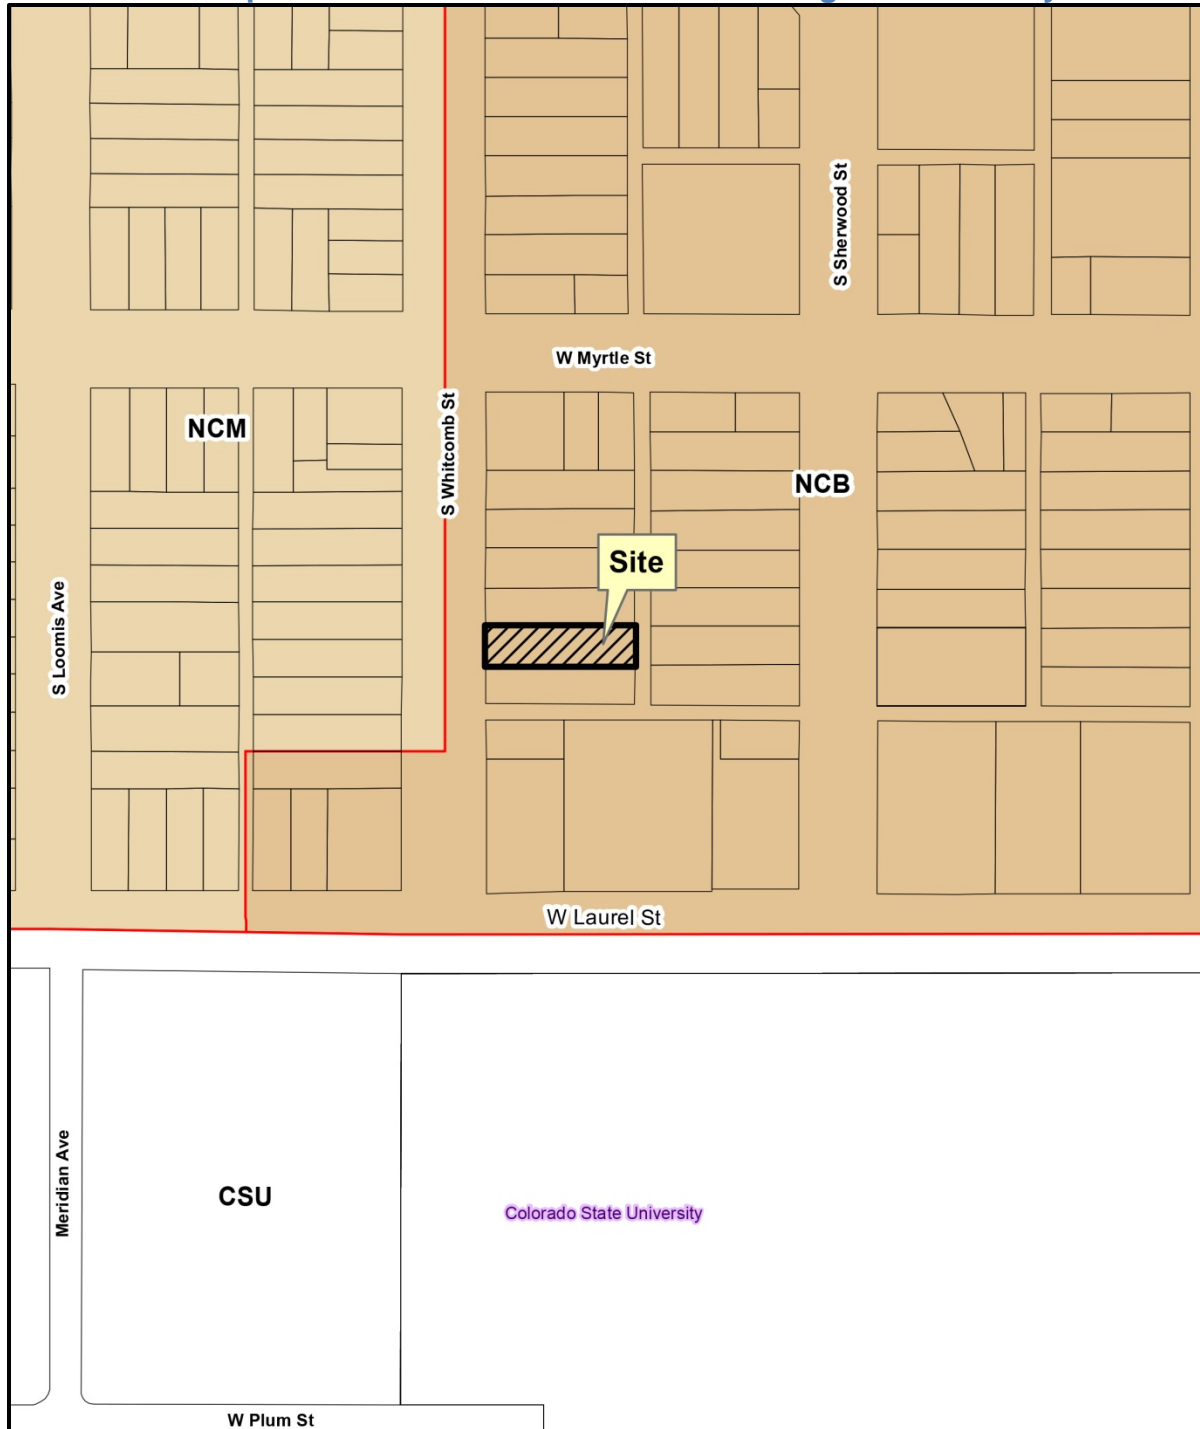 S Sherwood St
W Myrtle St
NCM
S Whitcomb St
NCB
Site
S Loomis Ave
W Laurel St
Meridian Ave
CSU
Colorado State University
W Plum St